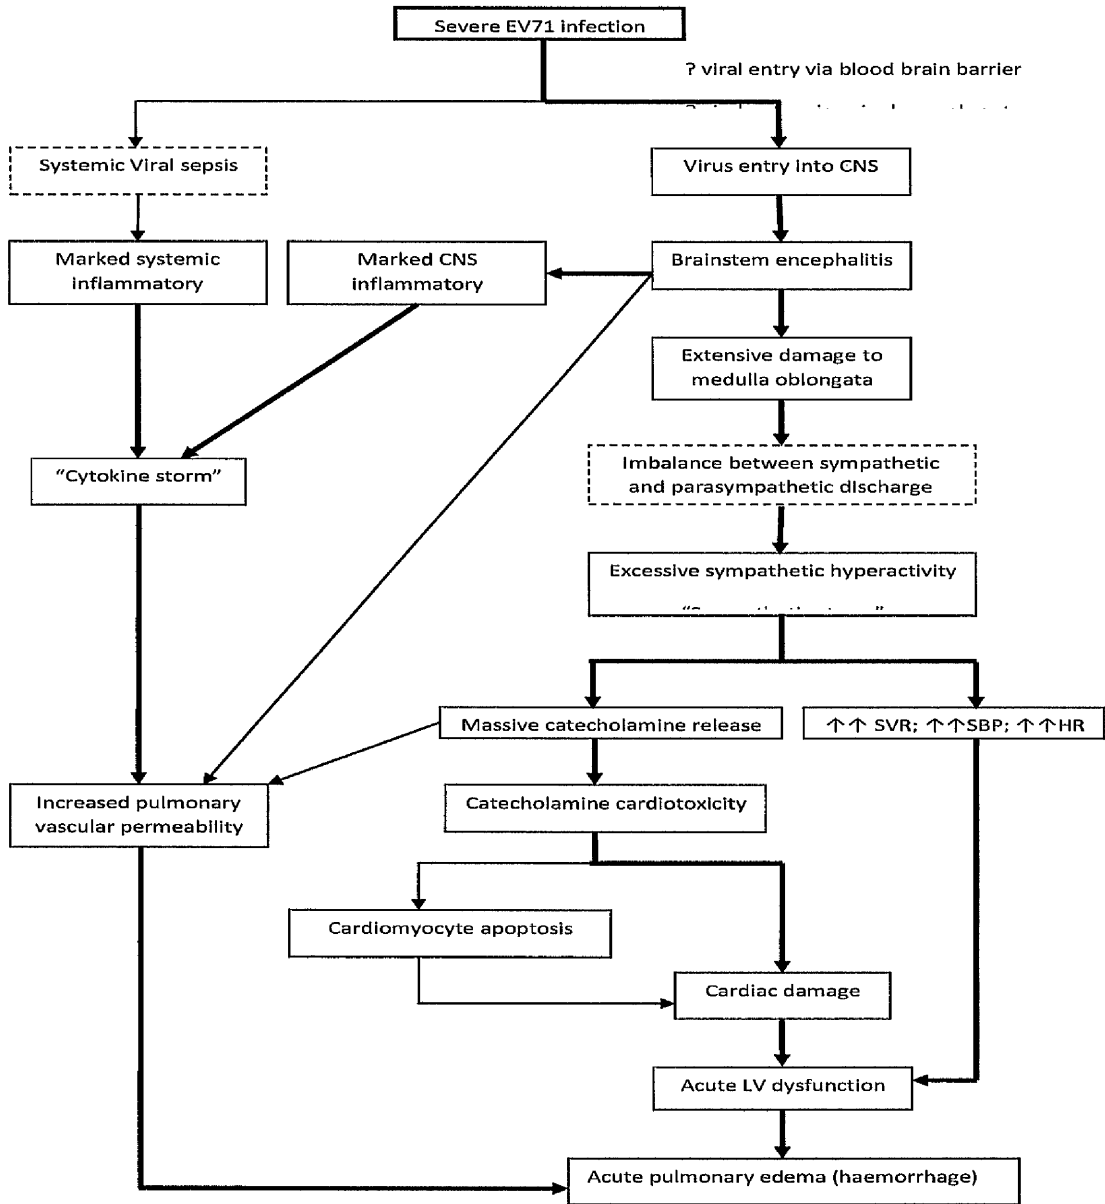 Severe EV71 infection
? viral entry via blood brain barrier
Systemic Viral sepsis
Virus entry into CNS
Marked systemic
inflammatory
Marked CNS
inflammatory
Brainstem encephalitis
Extensive damage to
medulla oblongata
"Cytokine storm"
Imbalance between sympathetic
and parasympathetic discharge
Excessive sympathetic hyperactivity
Massive catecholamine release
↑↑ SVR; ↑↑SBP; ↑↑HR
Increased pulmonary
vascular permeability
Catecholamine cardiotoxicity
Cardiomyocyte apoptosis
Cardiac damage
Acute LV dysfunction
Acute pulmonary edema (haemorrhage)